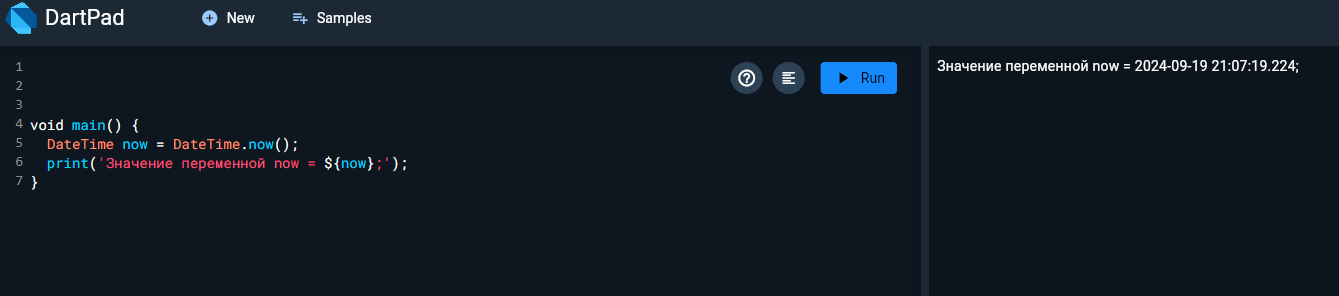 DartPad
New
Samples
Run
1
2
3
4 void main() {
5   DateTime now = DateTime.now();
6   print('Значение переменной now = ${now};');
7 }
Значение переменной now = 2024-09-19 21:07:19.224;